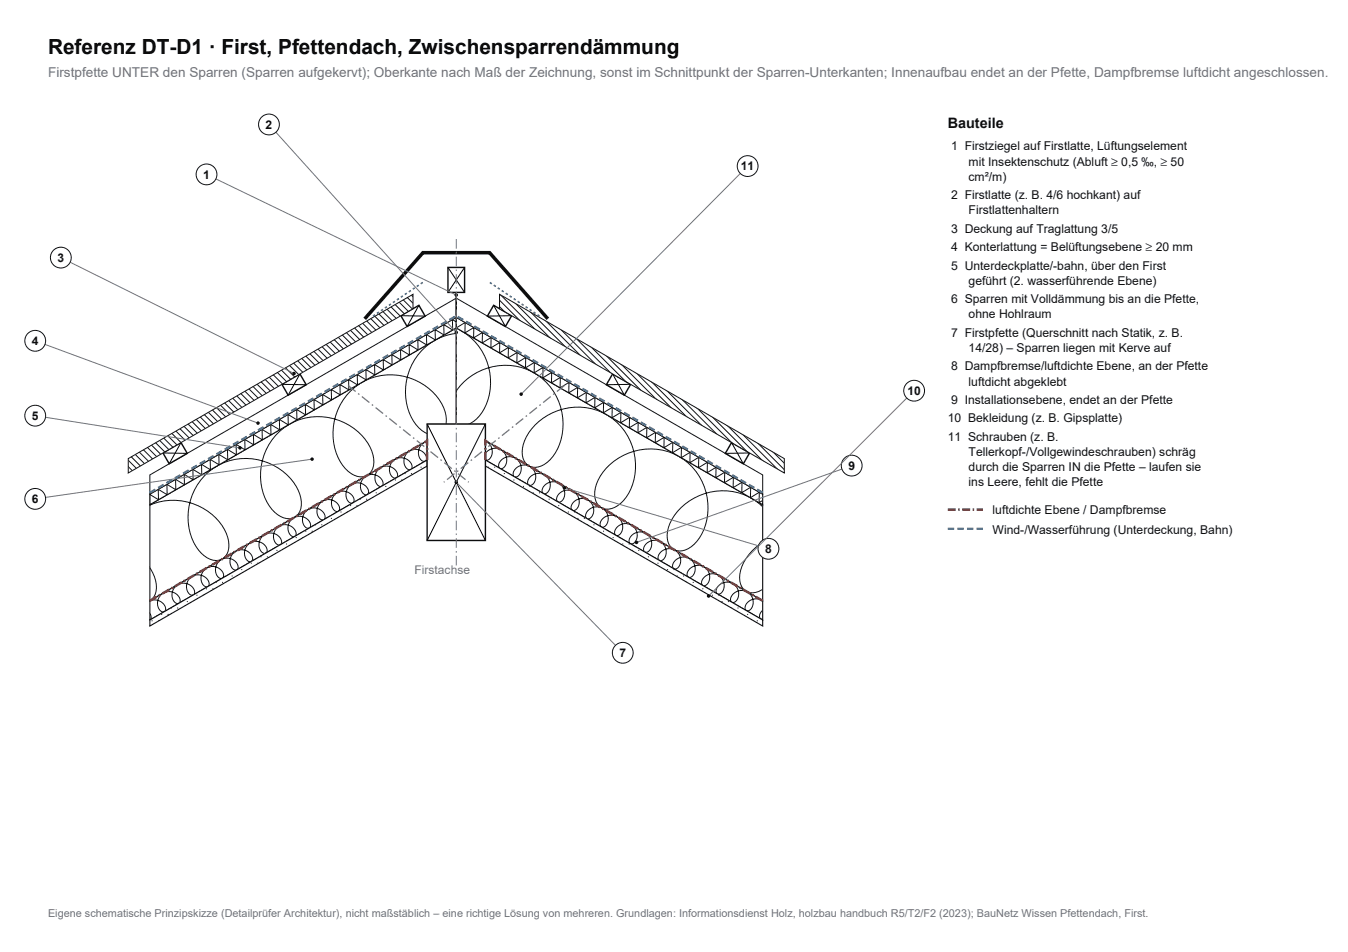 Referenz DT-D1 · First, Pfettendach, Zwischensparrendämmung
Firstpfette UNTER den Sparren (Sparren aufgekervt); Oberkante nach Maß der Zeichnung, sonst im Schnittpunkt der Sparren-Unterkanten; Innenaufbau endet an der Pfette, Dampfbremse luftdicht angeschlossen.
2
1
11
3
4
10
5
9
6
8
Firstachse
7
Bauteile
1 Firstziegel auf Firstlatte, Lüftungselement
mit Insektenschutz (Abluft ≥ 0,5 ‰, ≥ 50
cm²/m)
2 Firstlatte (z. B. 4/6 hochkant) auf
Firstlattenhaltern
3 Deckung auf Traglattung 3/5
4 Konterlattung = Belüftungsebene ≥ 20 mm
5 Unterdeckplatte/-bahn, über den First
geführt (2. wasserführende Ebene)
6 Sparren mit Volldämmung bis an die Pfette,
ohne Hohlraum
7 Firstpfette (Querschnitt nach Statik, z. B.
14/28) – Sparren liegen mit Kerve auf
8 Dampfbremse/luftdichte Ebene, an der Pfette
luftdicht abgeklebt
9 Installationsebene, endet an der Pfette
10 Bekleidung (z. B. Gipsplatte)
11 Schrauben (z. B.
Tellerkopf-/Vollgewindeschrauben) schräg
durch die Sparren IN die Pfette – laufen sie
ins Leere, fehlt die Pfette
luftdichte Ebene / Dampfbremse
Wind-/Wasserführung (Unterdeckung, Bahn)
Eigene schematische Prinzipskizze (Detailprüfer Architektur), nicht maßstäblich – eine richtige Lösung von mehreren. Grundlagen: Informationsdienst Holz, holzbau handbuch R5/T2/F2 (2023); BauNetz Wissen Pfettendach, First.